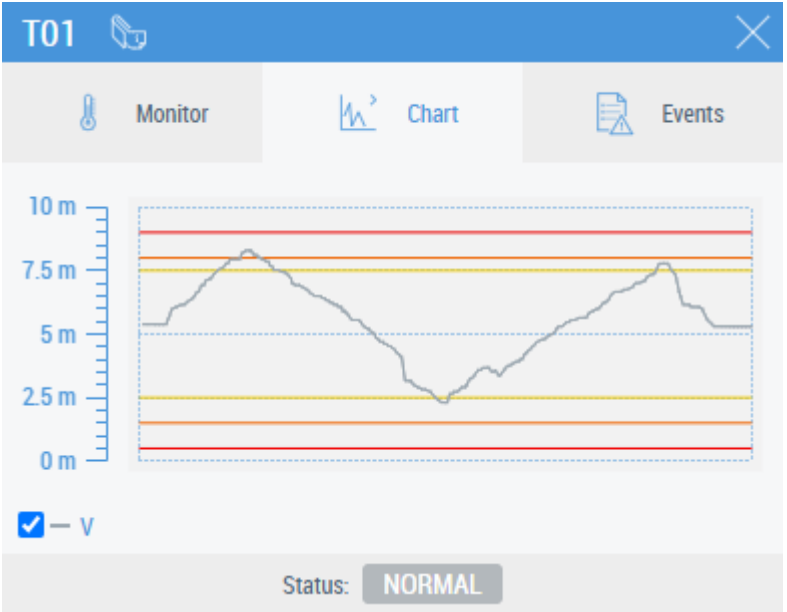 T01
Monitor
Chart
Events
10 m
7.5 m
5 m
2.5 m
0 m
V
Status: NORMAL